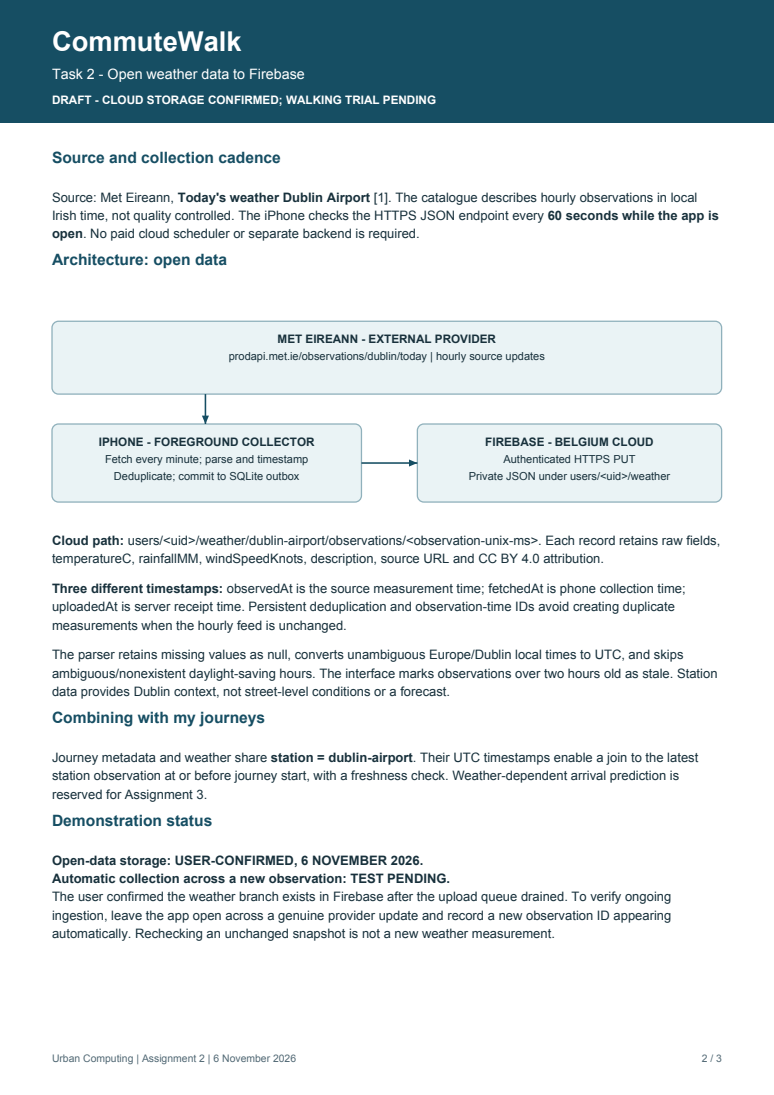 CommuteWalk
Task 2 - Open weather data to Firebase
DRAFT - CLOUD STORAGE CONFIRMED; WALKING TRIAL PENDING
Source and collection cadence
Source: Met Eireann, Today's weather Dublin Airport [1]. The catalogue describes hourly observations in local
Irish time, not quality controlled. The iPhone checks the HTTPS JSON endpoint every 60 seconds while the app is
open. No paid cloud scheduler or separate backend is required.
Architecture: open data
MET EIREANN - EXTERNAL PROVIDER
prodapi.met.ie/observations/dublin/today | hourly source updates
IPHONE - FOREGROUND COLLECTOR
Fetch every minute; parse and timestamp
Deduplicate; commit to SQLite outbox
FIREBASE - BELGIUM CLOUD
Authenticated HTTPS PUT
Private JSON under users/<uid>/weather
Cloud path: users/<uid>/weather/dublin-airport/observations/<observation-unix-ms>. Each record retains raw fields,
temperatureC, rainfallMM, windSpeedKnots, description, source URL and CC BY 4.0 attribution.
Three different timestamps: observedAt is the source measurement time; fetchedAt is phone collection time;
uploadedAt is server receipt time. Persistent deduplication and observation-time IDs avoid creating duplicate
measurements when the hourly feed is unchanged.
The parser retains missing values as null, converts unambiguous Europe/Dublin local times to UTC, and skips
ambiguous/nonexistent daylight-saving hours. The interface marks observations over two hours old as stale. Station
data provides Dublin context, not street-level conditions or a forecast.
Combining with my journeys
Journey metadata and weather share station = dublin-airport. Their UTC timestamps enable a join to the latest
station observation at or before journey start, with a freshness check. Weather-dependent arrival prediction is
reserved for Assignment 3.
Demonstration status
Open-data storage: USER-CONFIRMED, 6 NOVEMBER 2026.
Automatic collection across a new observation: TEST PENDING.
The user confirmed the weather branch exists in Firebase after the upload queue drained. To verify ongoing
ingestion, leave the app open across a genuine provider update and record a new observation ID appearing
automatically. Rechecking an unchanged snapshot is not a new weather measurement.
Urban Computing | Assignment 2 | 6 November 2026
2 / 3